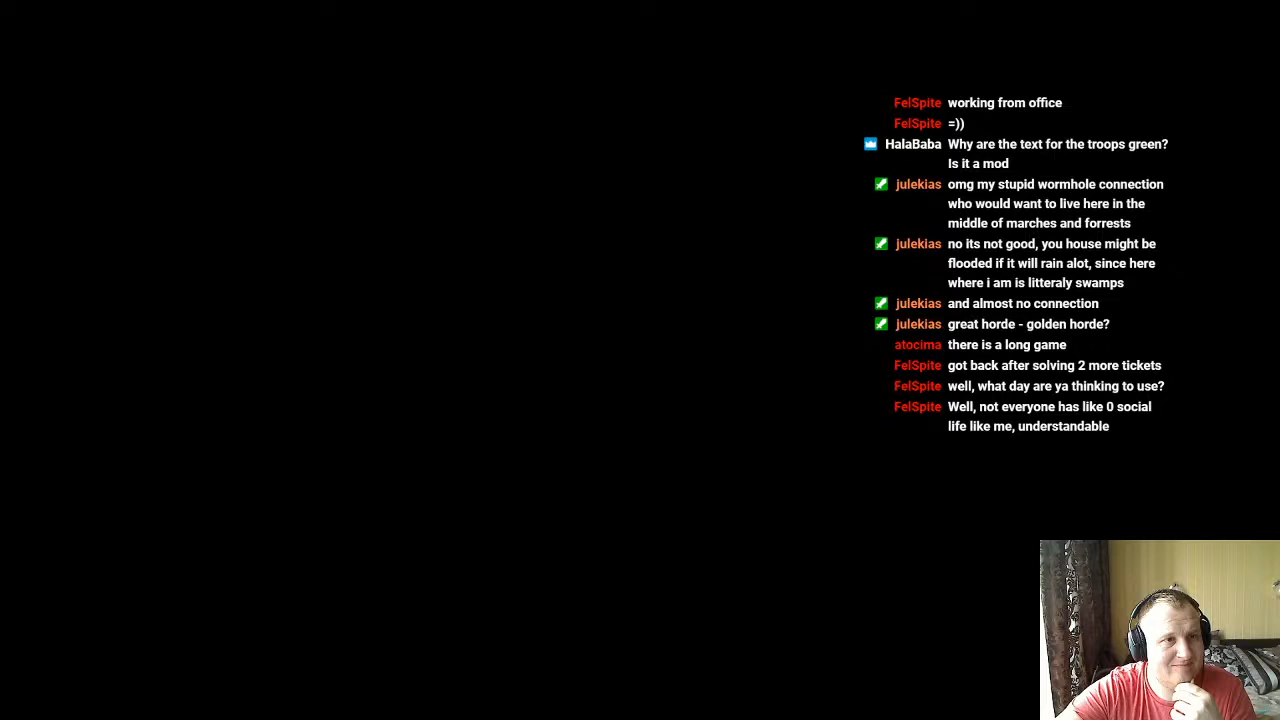 FelSpite working from office
FelSpite =))
HalaBaba Why are the text for the troops green?
Is it a mod
julekias omg my stupid wormhole connection
who would want to live here in the
middle of marches and forrests
julekias no its not good, you house might be
flooded if it will rain alot, since here
where i am is litteraly swamps
julekias and almost no connection
julekias great horde - golden horde?
atocima there is a long game
FelSpite got back after solving 2 more tickets
FelSpite well, what day are ya thinking to use?
FelSpite Well, not everyone has like 0 social
life like me, understandable